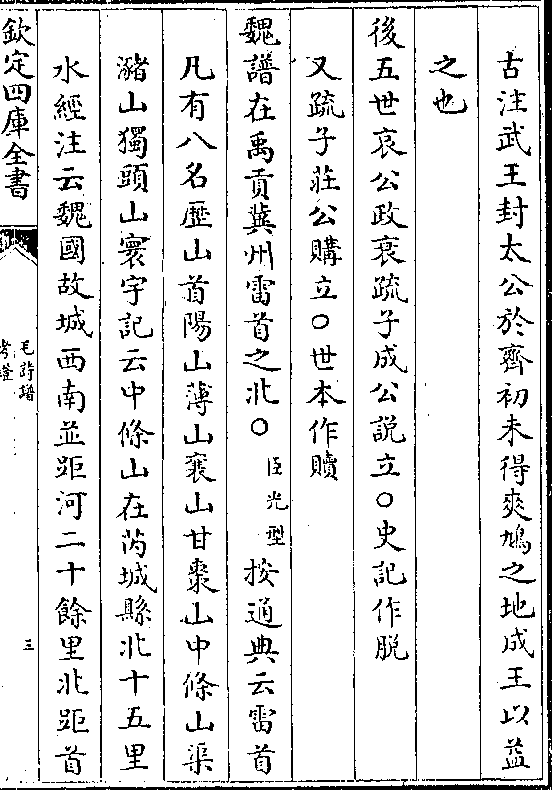 古注武王封太公於齊初未得爽鳩之地成王以益
之也
後五世哀公政衰疏子成公說立○史記作脱
又疏子莊公購立○世本作贖
魏譜在禹貢冀州雷首之北○臣光型按通典云雷首
凡有八名歷山首陽山薄山襄山甘棗山中條山渠
瀦山獨頭山寰宇記云中條山在芮城縣北十五里
水經注云魏國故城西南並距河二十餘里北距首
欽定四庫全書
毛詩譜
考證
三